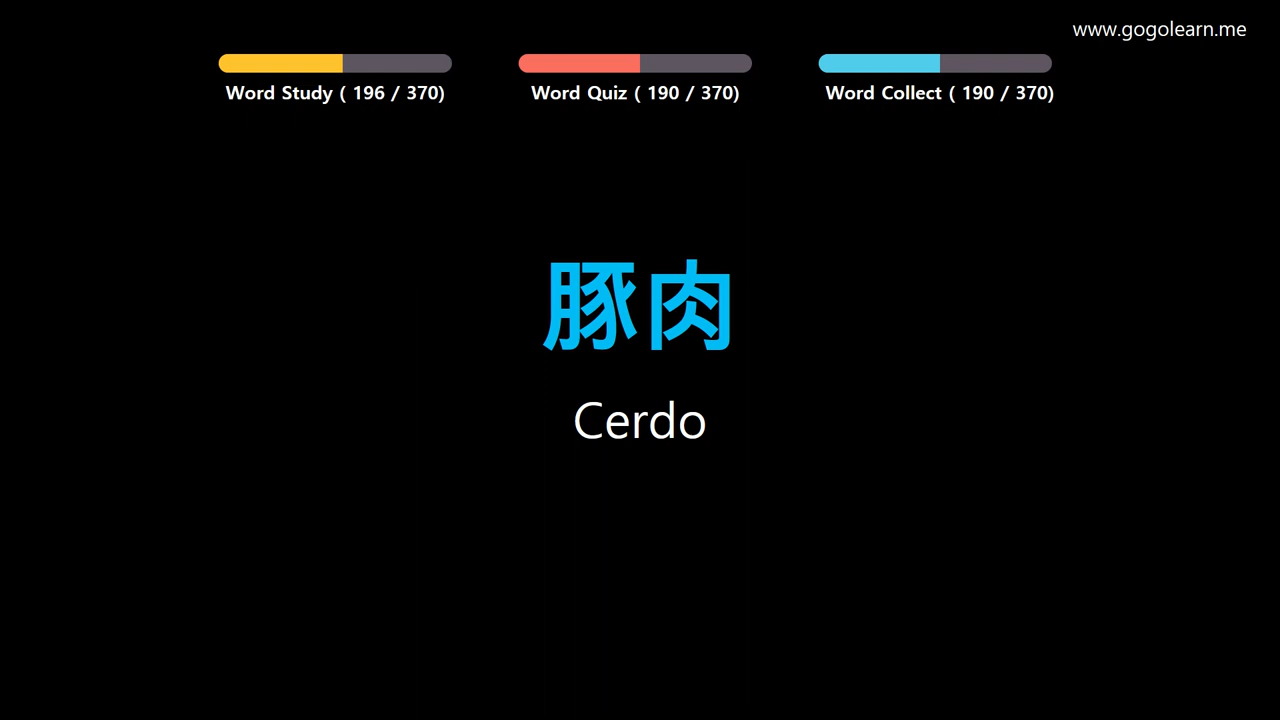 www.gogolearn.me
Word Study ( 196 / 370)
Word Quiz ( 190 / 370)
Word Collect ( 190 / 370)
豚肉
Cerdo